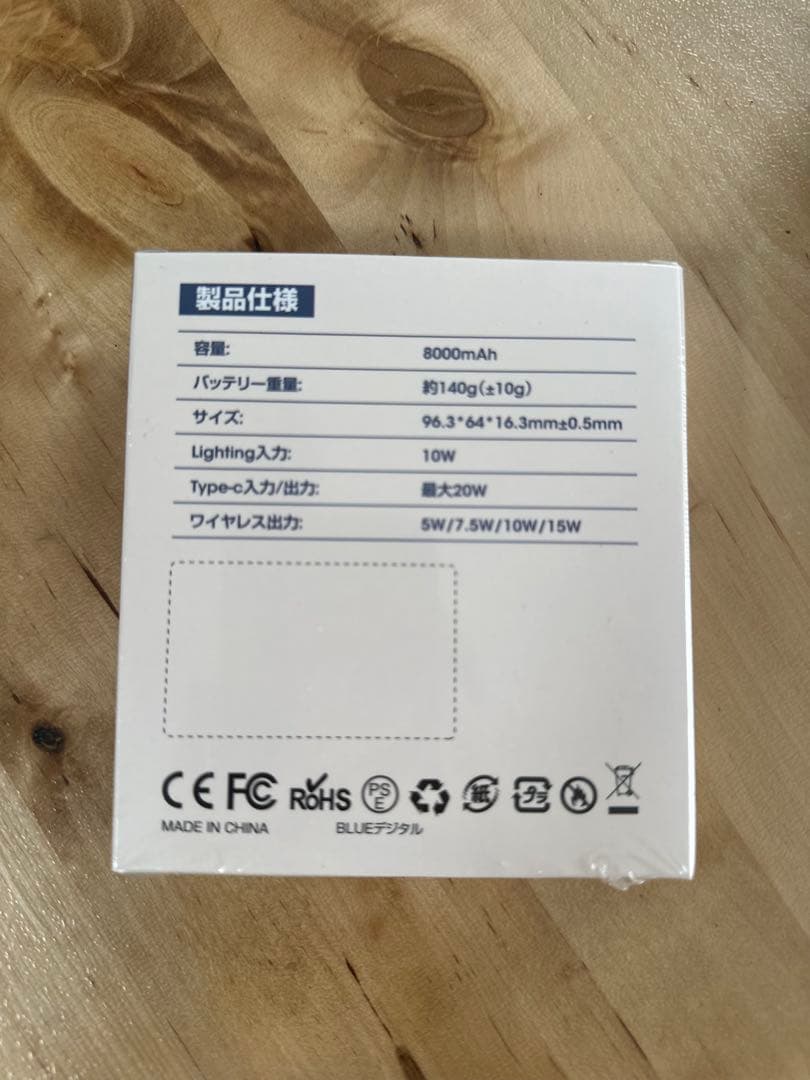 製品仕様
容量: 8000mAh
バッテリー重量: 約140g(±10g)
サイズ: 96.3*64*16.3mm±0.5mm
Lighting入力: 10W
Type-c入力/出力: 最大20W
ワイヤレス出力: 5W/7.5W/10W/15W
CE FC RoHS PSE 紙 プラ
MADE IN CHINA BLUEデジタル